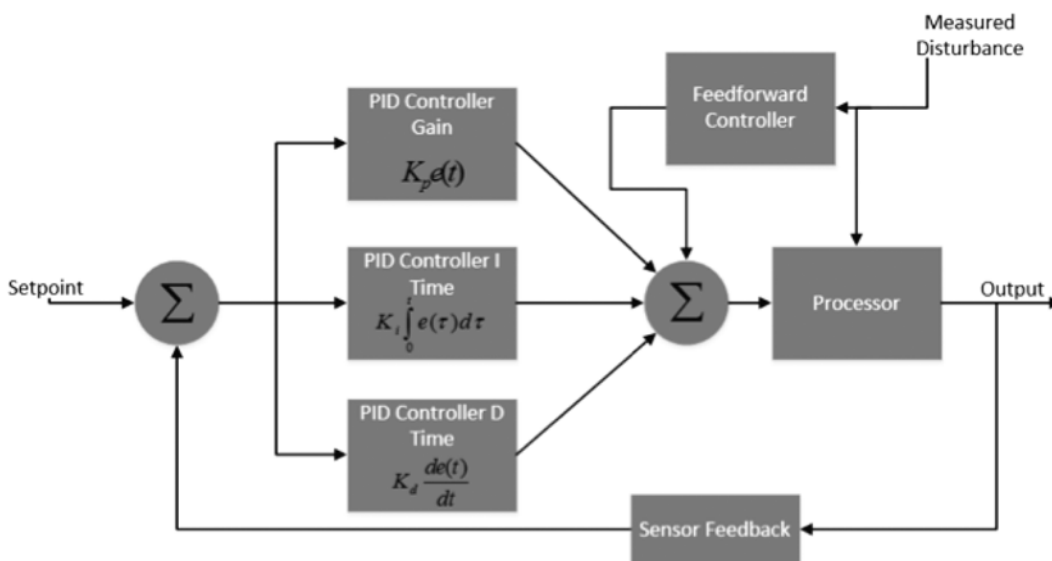 Measured
Disturbance
PID Controller
Gain
K_p e(t)
Feedforward
Controller
Setpoint
∑
PID Controller I
Time
K_i ∫_0^t e(τ)dτ
∑
Processor
Output
PID Controller D
Time
K_d de(t)/dt
Sensor Feedback